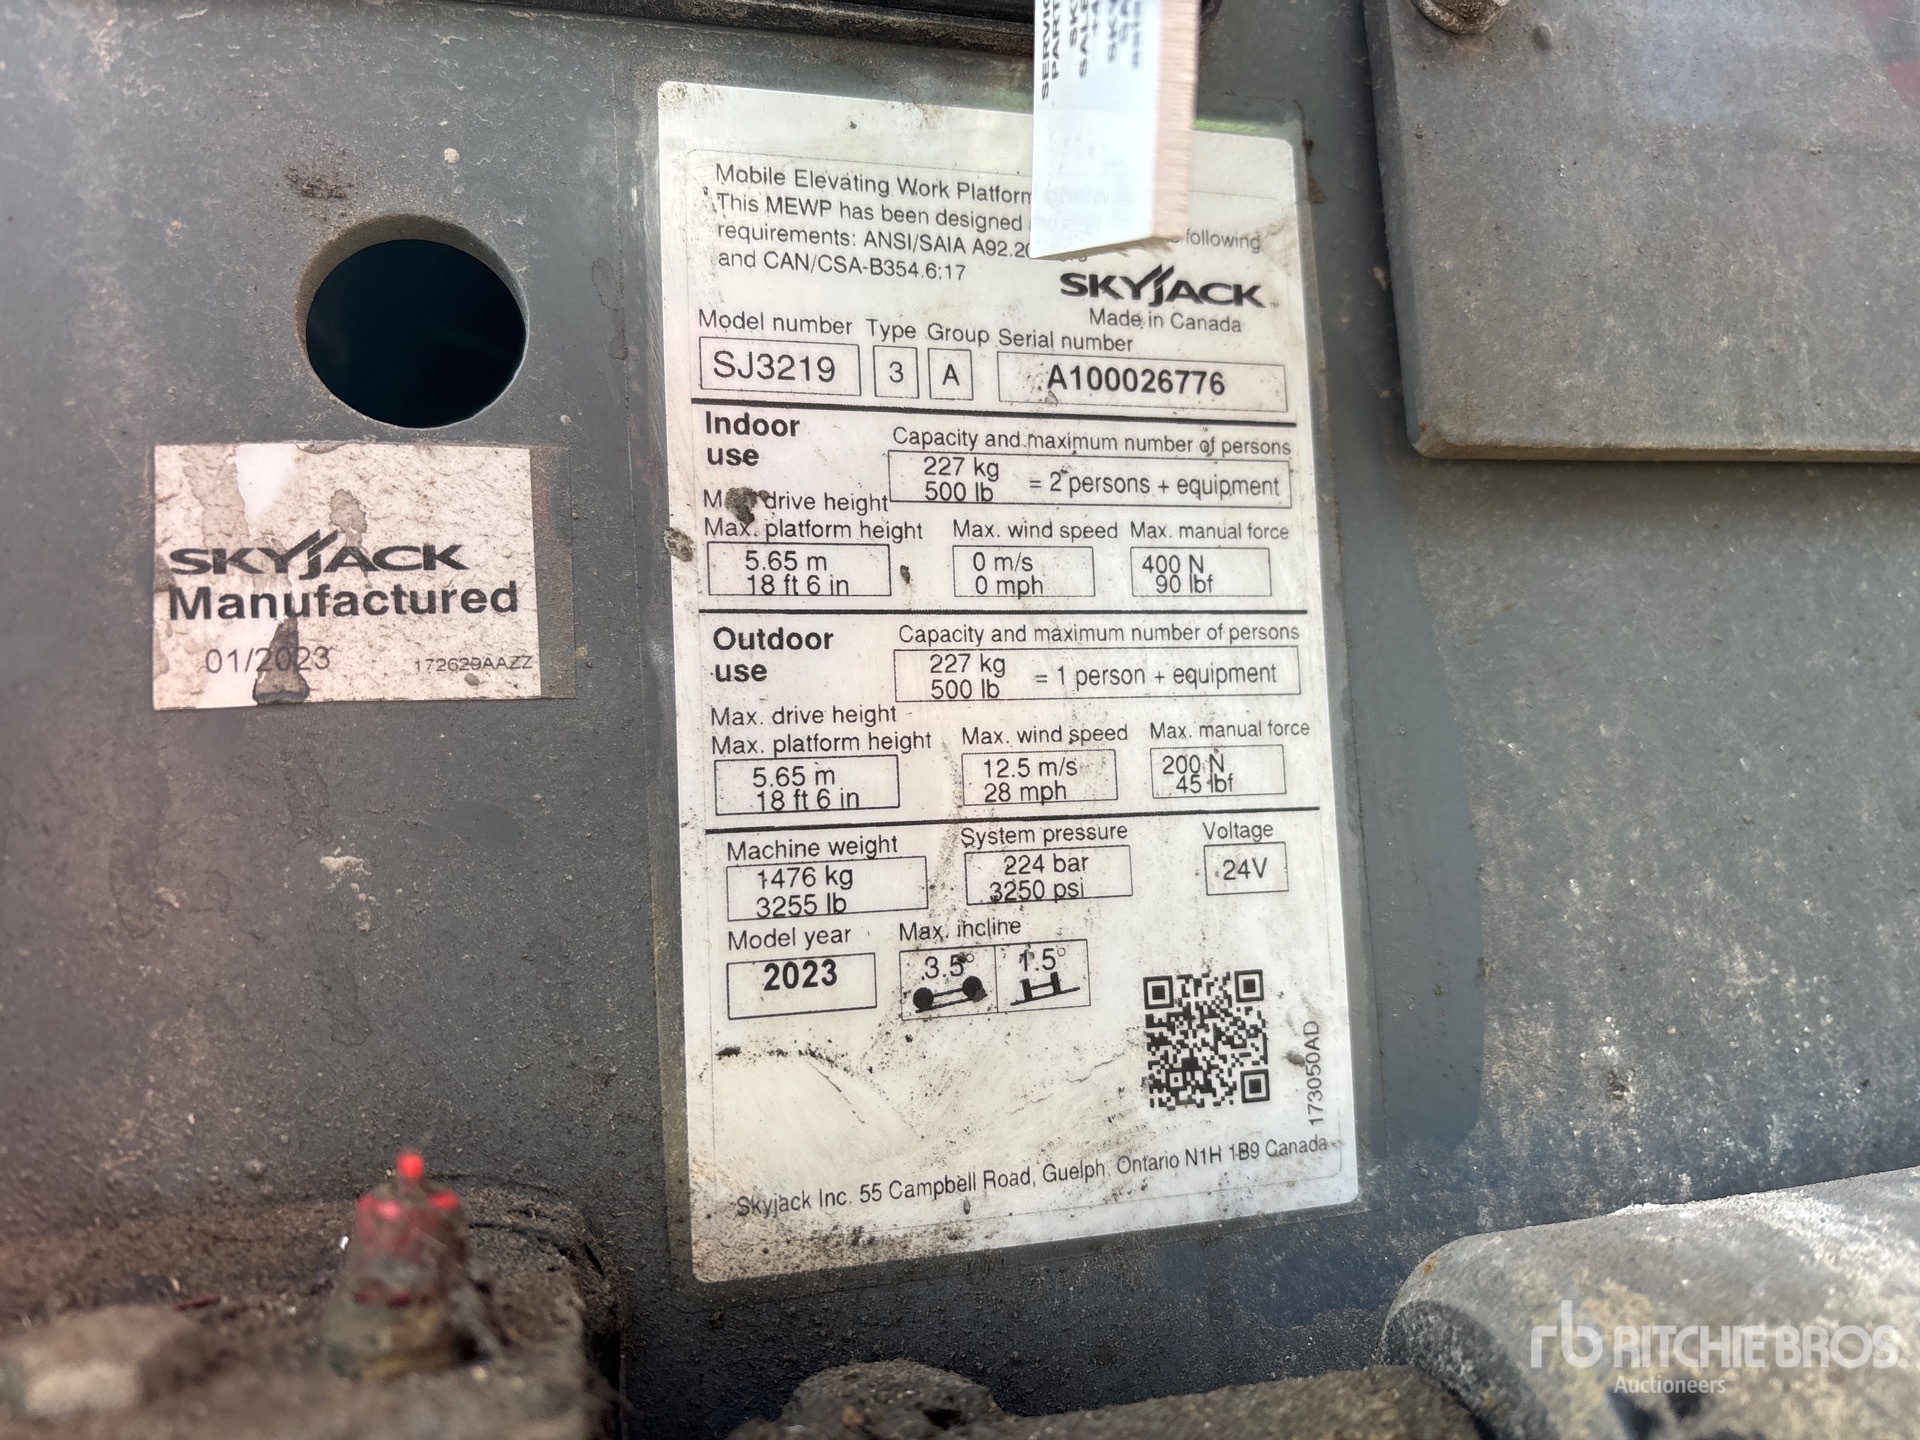 SERVIC
PART
Mobile Elevating Work Platform
This MEWP has been designed
following
requirements: ANSI/SAIA A92.20
and CAN/CSA-B354.6:17
SKYJACK
Made in Canada
Model number Type Group Serial number
SJ3219 3 A A100026776
Indoor use
Capacity and maximum number of persons
227 kg
500 lb = 2 persons + equipment
Max. drive height
Max. platform height Max. wind speed Max. manual force
5.65 m 0 m/s 400 N
18 ft 6 in 0 mph 90 lbf
Outdoor use
Capacity and maximum number of persons
227 kg
500 lb = 1 person + equipment
Max. drive height
Max. platform height Max. wind speed Max. manual force
5.65 m 12.5 m/s 200 N
18 ft 6 in 28 mph 45 lbf
Machine weight System pressure Voltage
1476 kg 224 bar 24V
3255 lb 3250 psi
Model year Max. incline
2023 3.5° 1.5°
173050AD
Skyjack Inc. 55 Campbell Road, Guelph, Ontario N1H 1B9 Canada
SKYJACK
Manufactured
01/2023 172629AAZZ
rb RITCHIE BROS.
Auctioneers